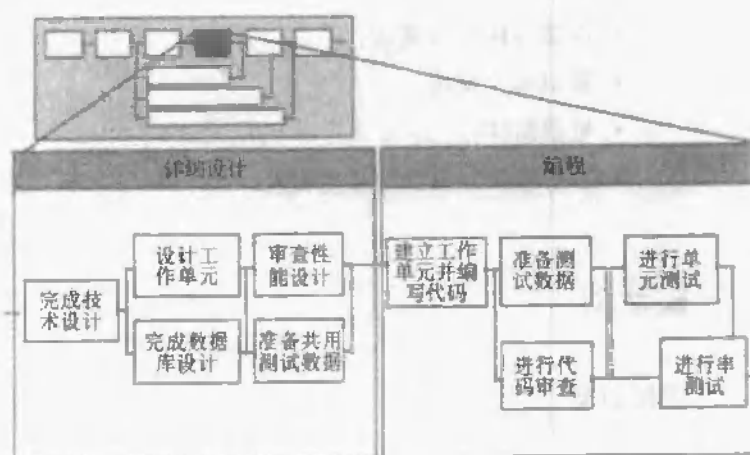 详细设计
编程
完成技
术设计
设计工
作单元
完成数据
库设计
审查性
能设计
准备共用
测试数据
建立工作
单元并编
写代码
准备测
试数据
进行代
码审查
进行单
元测试
进行串
测试